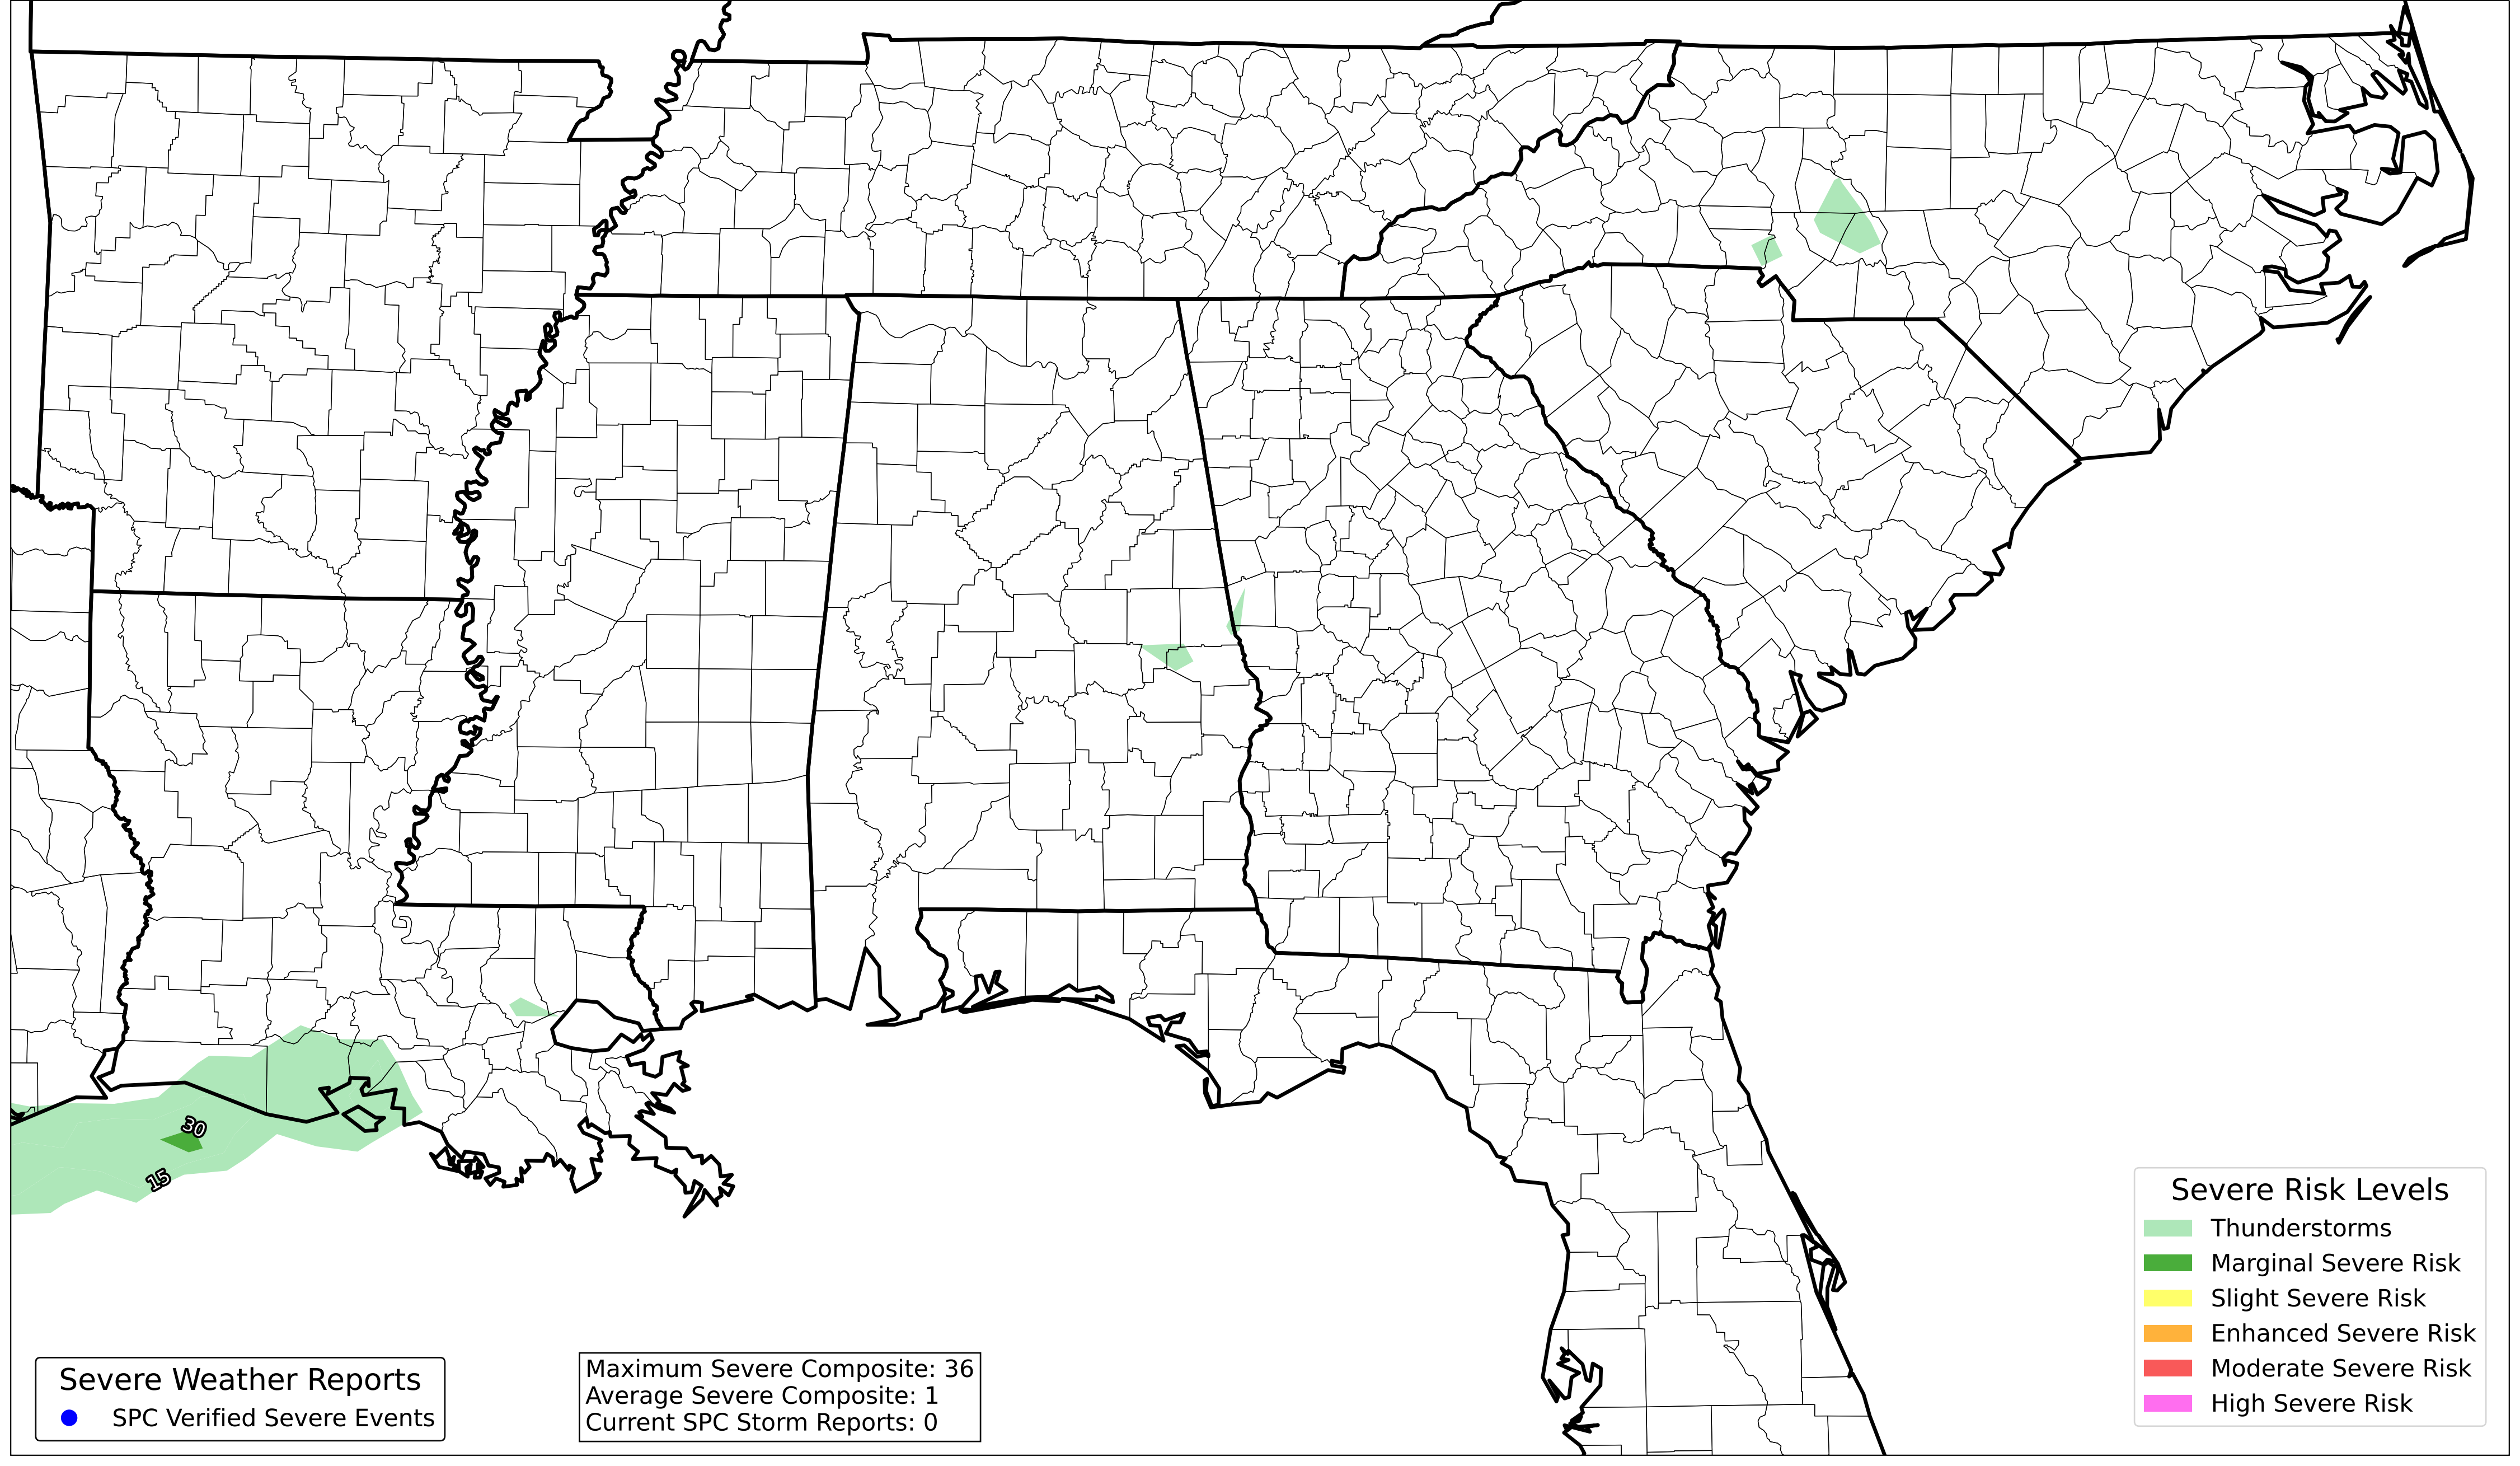 30
15
Severe Weather Reports
SPC Verified Severe Events
Maximum Severe Composite: 36
Average Severe Composite: 1
Current SPC Storm Reports: 0
Severe Risk Levels
Thunderstorms
Marginal Severe Risk
Slight Severe Risk
Enhanced Severe Risk
Moderate Severe Risk
High Severe Risk